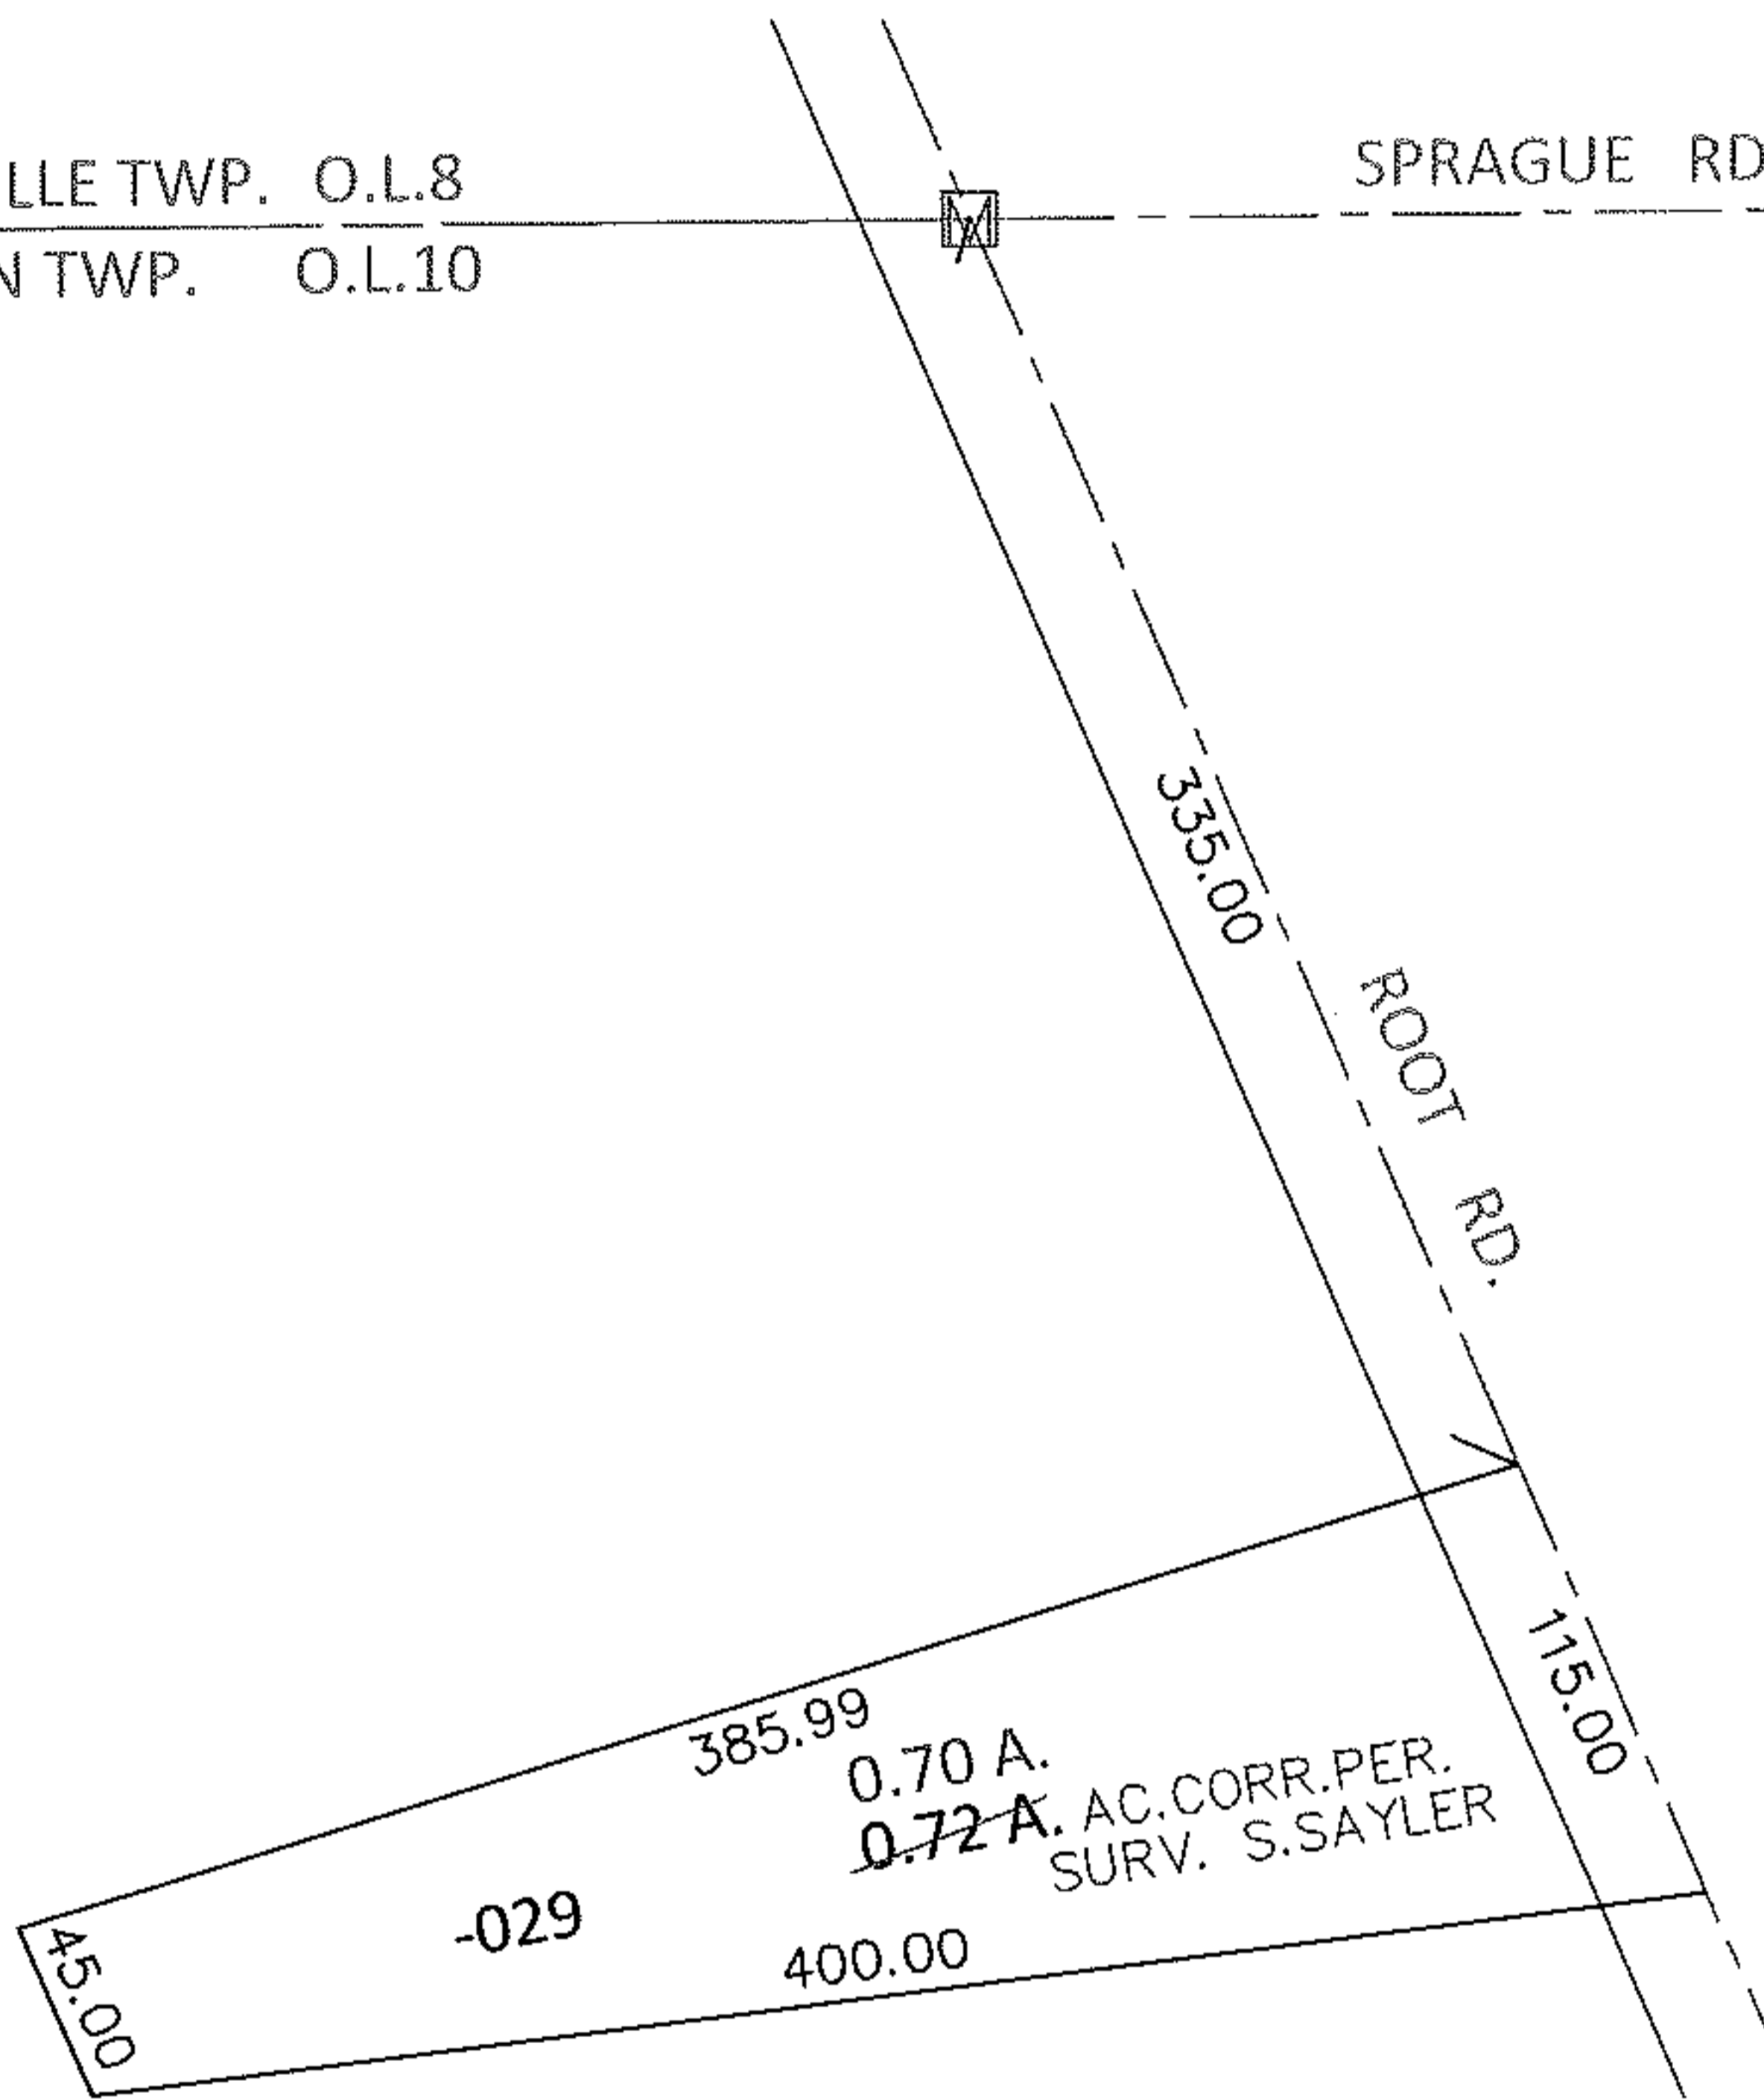 LLE TWP. O.L.8
SPRAGUE RD
N TWP. O.L.10
335.00
ROOT RD.
115.00
385.99
0.70 A.
0.72 A. AC.CORR.PER.
SURV. S.SAYLER
-029
400.00
45.00